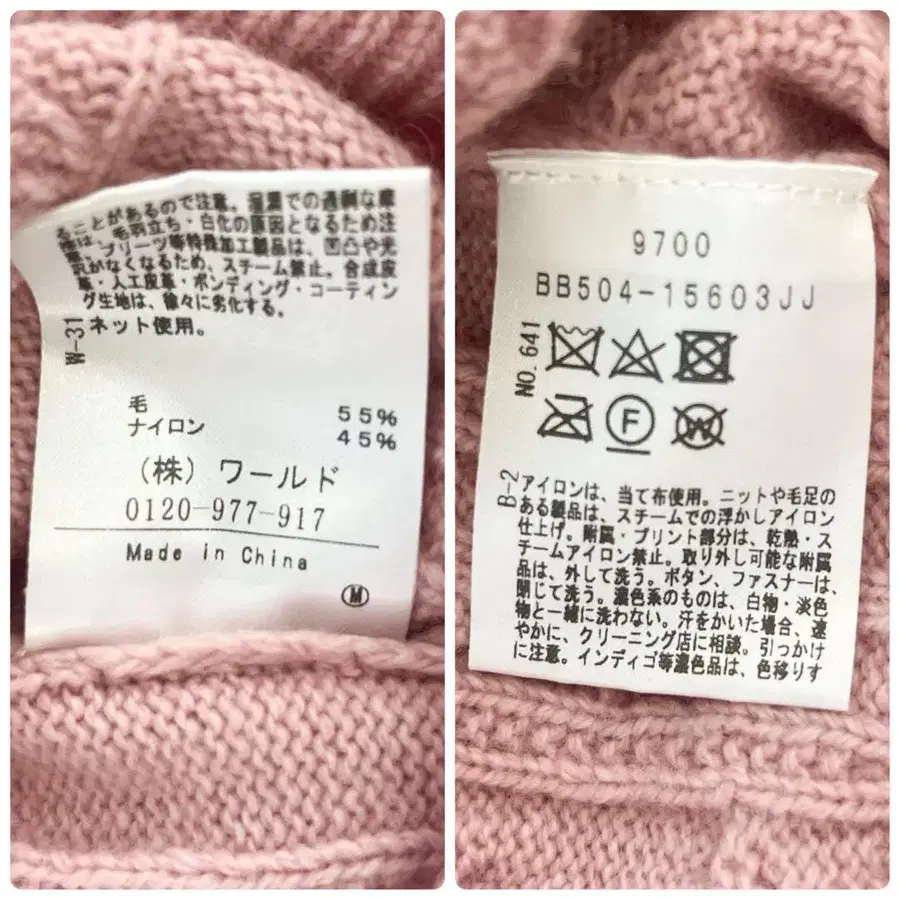 ることがあるので注意。湿潤での過剰な摩
擦は、毛羽立ち・白化の原因となるため注
意。プリーツ等特殊加工製品は、凹凸や光
沢がなくなるため、スチーム禁止。合成皮
革・人工皮革・ボンディング・コーティン
グ生地は、徐々に劣化する。
W-31
ネット使用。
毛 55%
ナイロン 45%
(株) ワールド
0120-977-917
Made in China
M
9700
BB504-15603JJ
NO.641
F
W
B-2
アイロンは、当て布使用。ニットや毛足の
ある製品は、スチームでの浮かしアイロン
仕上げ。附属・プリント部分は、乾熱・ス
チームアイロン禁止。取り外し可能な附属
品は、外して洗う。ボタン、ファスナーは、
閉じて洗う。濃色系のものは、白物・淡色
物と一緒に洗わない。汗をかいた場合、速
やかに、クリーニング店に相談。引っかけ
に注意。インディゴ等濃色品は、色移りす